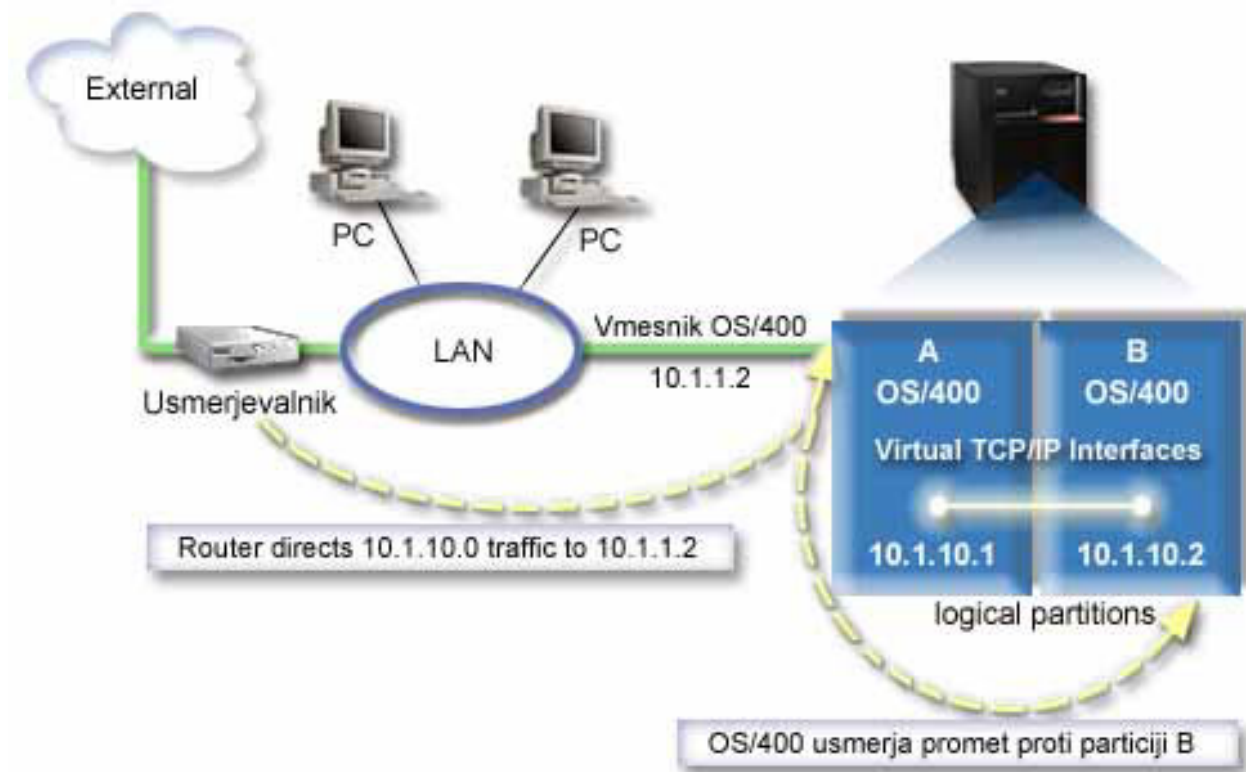 External
PC
PC
Usmerjevalnik
LAN
Vmesnik OS/400
10.1.1.2
A
OS/400
B
OS/400
Virtual TCP/IP Interfaces
10.1.10.1
10.1.10.2
logical partitions
Router directs 10.1.10.0 traffic to 10.1.1.2
OS/400 usmerja promet proti particiji B